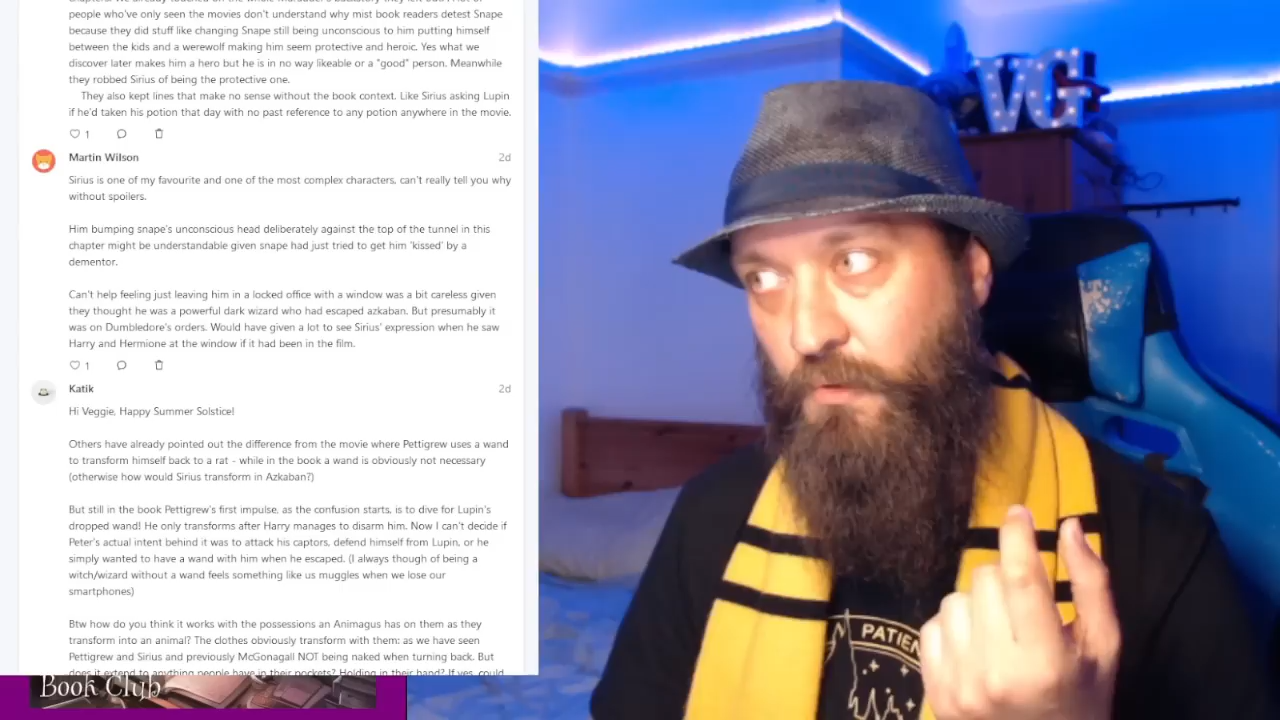 people who've only seen the movies don't understand why mist book readers detest Snape
because they did stuff like changing Snape still being unconscious to him putting himself
between the kids and a werewolf making him seem protective and heroic. Yes what we
discover later makes him a hero but he is in no way likeable or a "good" person. Meanwhile
they robbed Sirius of being the protective one.
They also kept lines that make no sense without the book context. Like Sirius asking Lupin
if he'd taken his potion that day with no past reference to any potion anywhere in the movie.
1
Martin Wilson 2d
Sirius is one of my favourite and one of the most complex characters, can't really tell you why
without spoilers.
Him bumping snape's unconscious head deliberately against the top of the tunnel in this
chapter might be understandable given snape had just tried to get him 'kissed' by a
dementor.
Can't help feeling just leaving him in a locked office with a window was a bit careless given
they thought he was a powerful dark wizard who had escaped azkaban. But presumably it
was on Dumbledore's orders. Would have given a lot to see Sirius' expression when he saw
Harry and Hermione at the window if it had been in the film.
1
Katik 2d
Hi Veggie, Happy Summer Solstice!
Others have already pointed out the difference from the movie where Pettigrew uses a wand
to transform himself back to a rat - while in the book a wand is obviously not necessary
(otherwise how would Sirius transform in Azkaban?)
But still in the book Pettigrew's first impulse, as the confusion starts, is to dive for Lupin's
dropped wand! He only transforms after Harry manages to disarm him. Now I can't decide if
Peter's actual intent behind it was to attack his captors, defend himself from Lupin, or he
simply wanted to have a wand with him when he escaped. (I always though of being a
witch/wizard without a wand feels something like us muggles when we lose our
smartphones)
Btw how do you think it works with the possessions an Animagus has on them as they
transform into an animal? The clothes obviously transform with them: as we have seen
Pettigrew and Sirius and previously McGonagall NOT being naked when turning back. But
does it extend to anything people have in their pockets? Holding in their hand? If yes, could
Book Club
VG
PATIEN